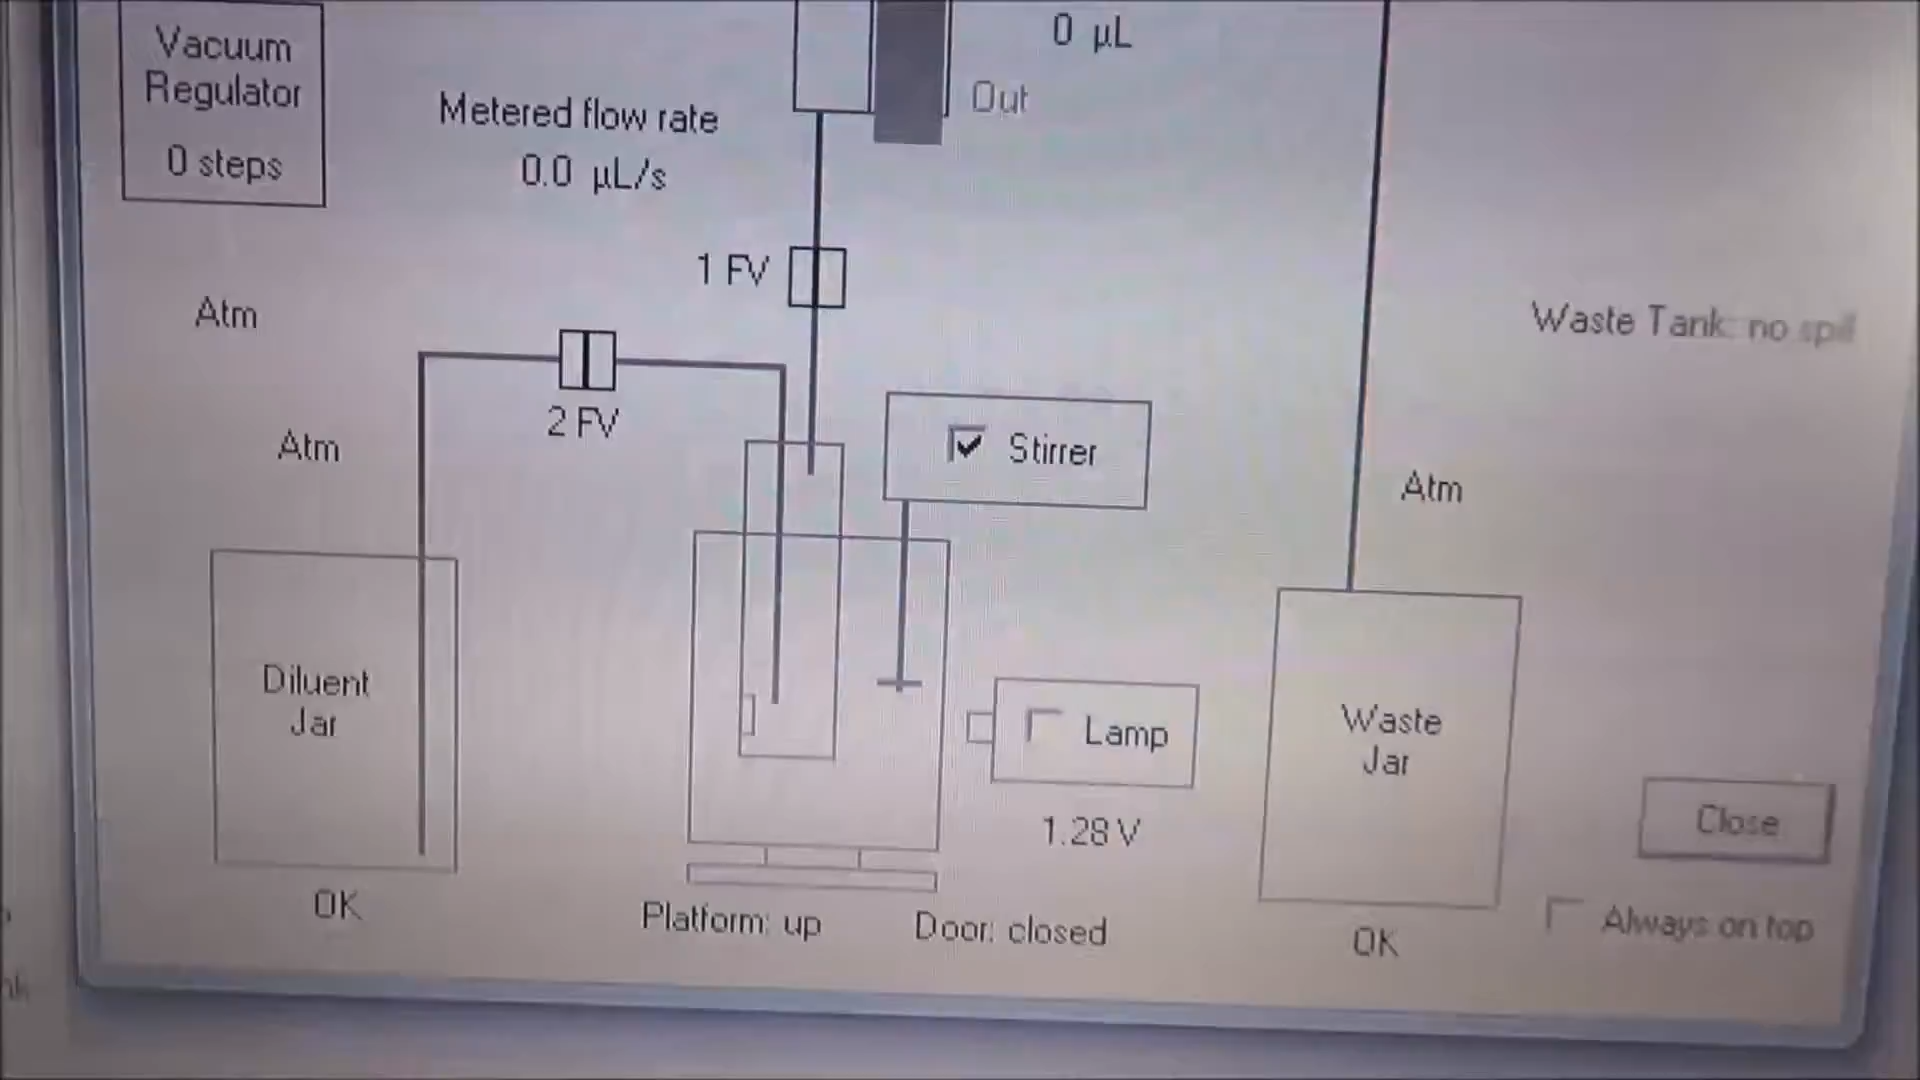 Vacuum
Regulator
0 steps
Metered flow rate
0.0 µL/s
0 µL
Out
1 FV
Atm
2 FV
Atm
Stirrer
Waste Tank: no spill
Atm
Diluent
Jar
Lamp
1.28 V
Waste
Jar
Close
OK
Platform: up
Door: closed
OK
Always on top